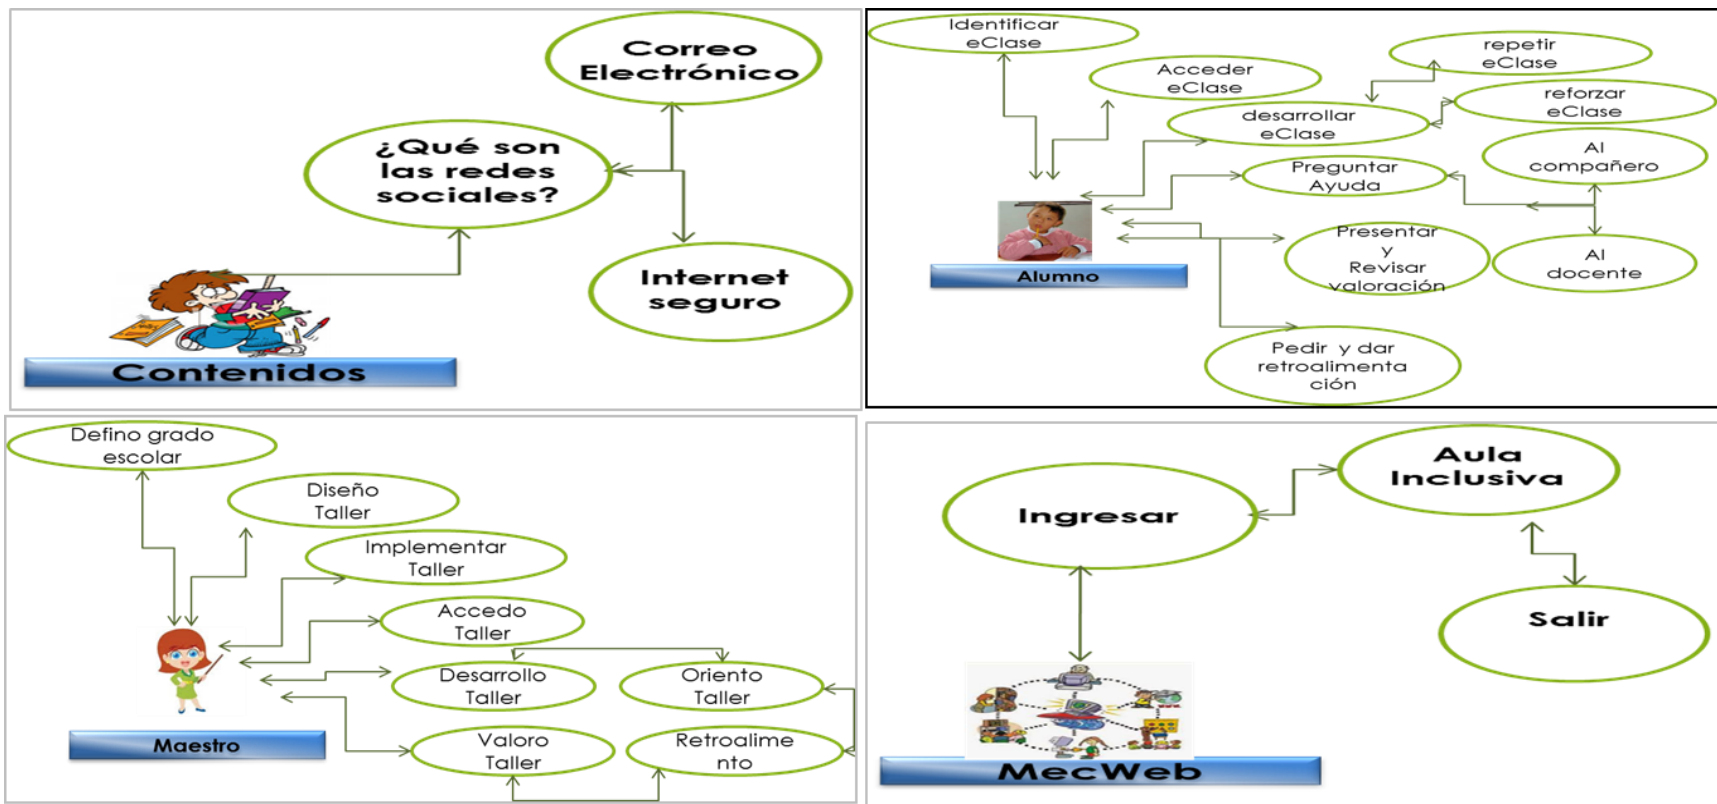 Correo
Electrónico
¿Qué son
las redes
sociales?
Internet
seguro
Contenidos
Identificar
eClase
Acceder
eClase
repetir
eClase
reforzar
eClase
desarrollar
eClase
Al
compañero
Preguntar
Ayuda
Presentar
y
Revisar
valoración
Al
docente
Alumno
Pedir y dar
retroalimenta
ción
Defino grado
escolar
Diseño
Taller
Implementar
Taller
Accedo
Taller
Desarrollo
Taller
Oriento
Taller
Valoro
Taller
Retroalime
nto
Maestro
Aula
Inclusiva
Ingresar
Salir
MecWeb